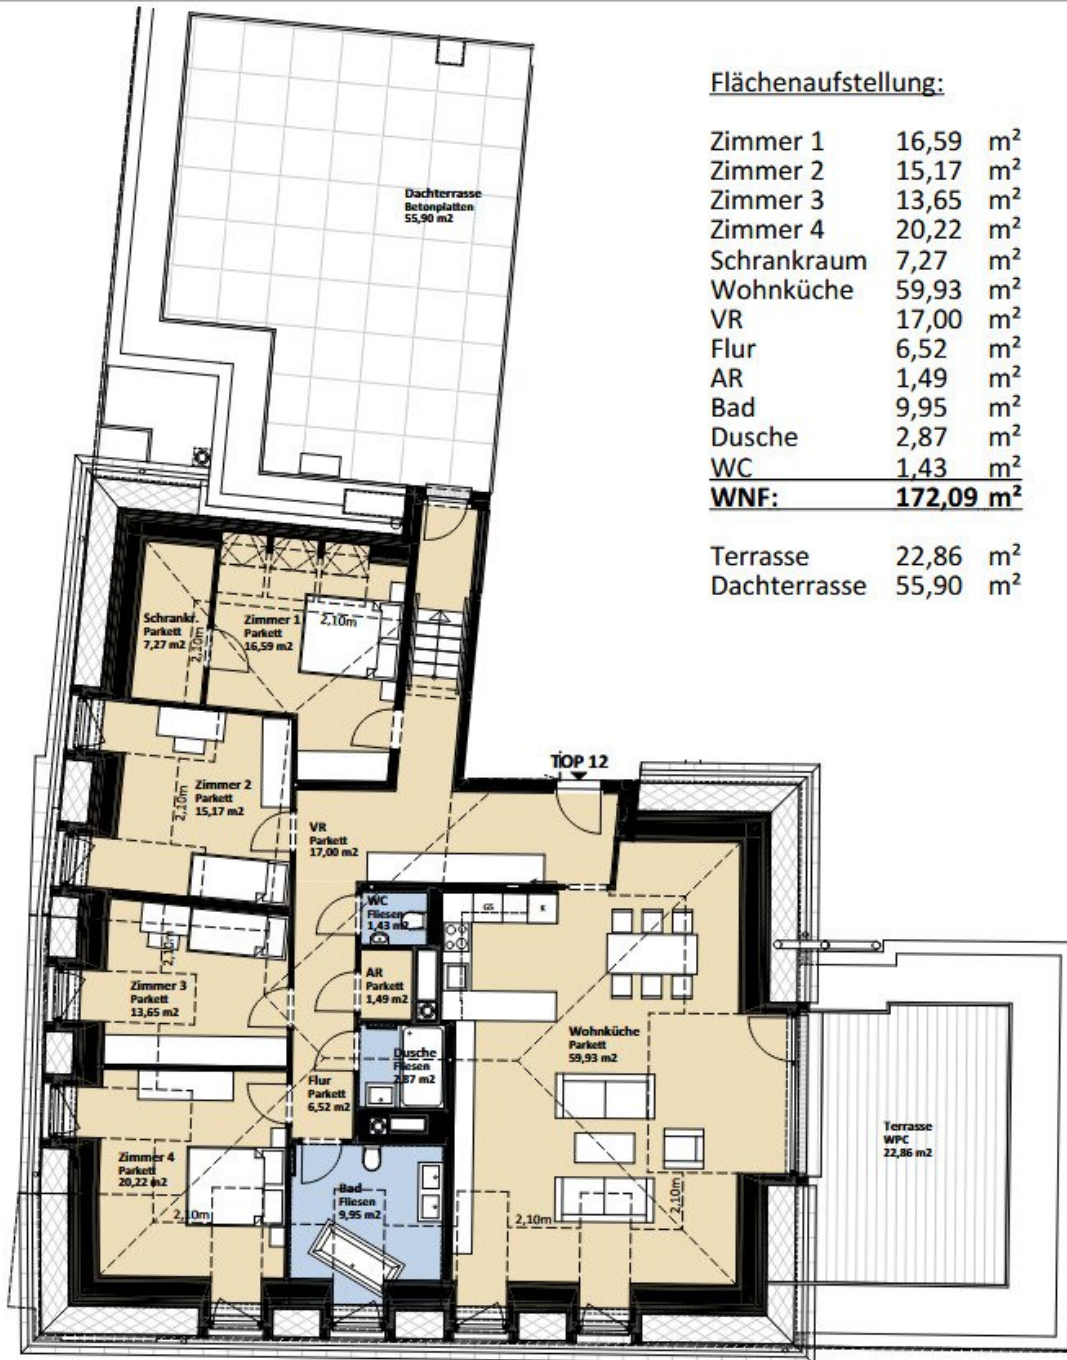 Flächenaufstellung:
Zimmer 1 16,59 m²
Zimmer 2 15,17 m²
Zimmer 3 13,65 m²
Zimmer 4 20,22 m²
Schrankraum 7,27 m²
Wohnküche 59,93 m²
VR 17,00 m²
Flur 6,52 m²
AR 1,49 m²
Bad 9,95 m²
Dusche 2,87 m²
WC 1,43 m²
WNF: 172,09 m²
Terrasse 22,86 m²
Dachterrasse 55,90 m²
Dachterrasse
Betonplatten
55,90 m2
Schrankr.
Parkett
7,27 m2
2,10m
Zimmer 1
Parkett
16,59 m2
2,10m
Zimmer 2
Parkett
15,17 m2
2,10m
TOP 12
VR
Parkett
17,00 m2
WC
Fliesen
1,43 m2
GS
K
Zimmer 3
Parkett
13,65 m2
2,10m
AR
Parkett
1,49 m2
Wohnküche
Parkett
59,93 m2
Dusche
Fliesen
2,87 m2
Flur
Parkett
6,52 m2
Zimmer 4
Parkett
20,22 m2
2,10m
Bad
Fliesen
9,95 m2
2,10m
2,10m
Terrasse
WPC
22,86 m2